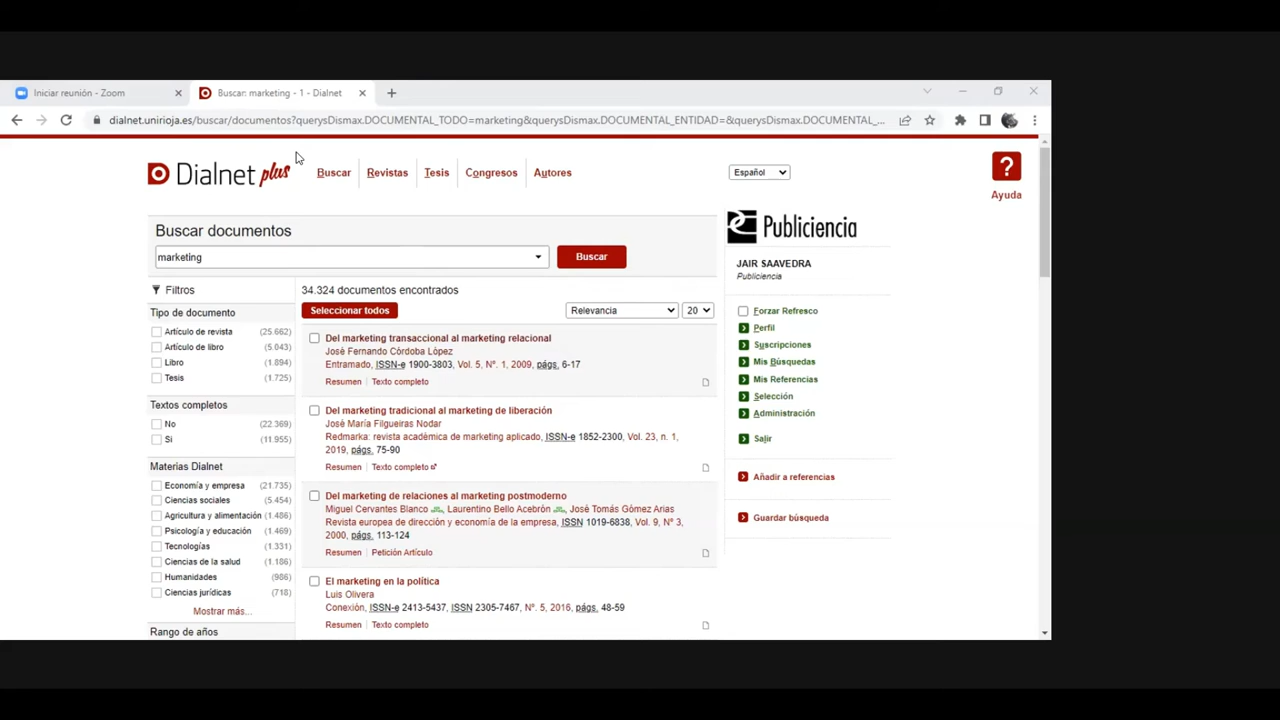 Iniciar reunión - Zoom
Buscar: marketing - 1 - Dialnet
dialnet.unirioja.es/buscar/documentos?querysDismax.DOCUMENTAL_TODO=marketing&querysDismax.DOCUMENTAL_ENTIDAD=&querysDismax.DOCUMENTAL_...
Dialnet plus
Buscar
Revistas
Tesis
Congresos
Autores
Español
?
Ayuda
Buscar documentos
marketing
Buscar
Filtros
Tipo de documento
Artículo de revista (25.662)
Artículo de libro (5.043)
Libro (1.894)
Tesis (1.725)
Textos completos
No (22.369)
Si (11.955)
Materias Dialnet
Economía y empresa (21.735)
Ciencias sociales (5.454)
Agricultura y alimentación (1.486)
Psicología y educación (1.469)
Tecnologías (1.331)
Ciencias de la salud (1.186)
Humanidades (986)
Ciencias jurídicas (718)
Mostrar más...
Rango de años
34.324 documentos encontrados
Seleccionar todos
Relevancia
20
Del marketing transaccional al marketing relacional
José Fernando Córdoba López
Entramado, ISSN-e 1900-3803, Vol. 5, Nº. 1, 2009, págs. 6-17
Resumen | Texto completo
Del marketing tradicional al marketing de liberación
José María Filgueiras Nodar
Redmarka: revista académica de marketing aplicado, ISSN-e 1852-2300, Vol. 23, n. 1,
2019, págs. 75-90
Resumen | Texto completo
Del marketing de relaciones al marketing postmoderno
Miguel Cervantes Blanco, Laurentino Bello Acebrón, José Tomás Gómez Arias
Revista europea de dirección y economía de la empresa, ISSN 1019-6838, Vol. 9, Nº 3,
2000, págs. 113-124
Resumen | Petición Artículo
El marketing en la política
Luis Olivera
Conexión, ISSN-e 2413-5437, ISSN 2305-7467, Nº. 5, 2016, págs. 48-59
Resumen | Texto completo
Publiciencia
JAIR SAAVEDRA
Publiciencia
Forzar Refresco
Perfil
Suscripciones
Mis Búsquedas
Mis Referencias
Selección
Administración
Salir
Añadir a referencias
Guardar búsqueda